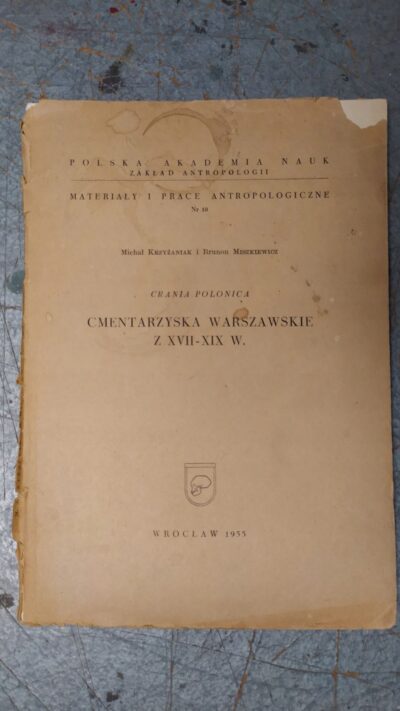 POLSKA AKADEMIA NAUK
ZAKŁAD ANTROPOLOGII
MATERIAŁY I PRACE ANTROPOLOGICZNE
Nr 10
Michał KRZYŻANIAK i Brunon MISZKIEWICZ
CRANIA POLONICA
CMENTARZYSKA WARSZAWSKIE
Z XVII-XIX W.
WROCŁAW 1955